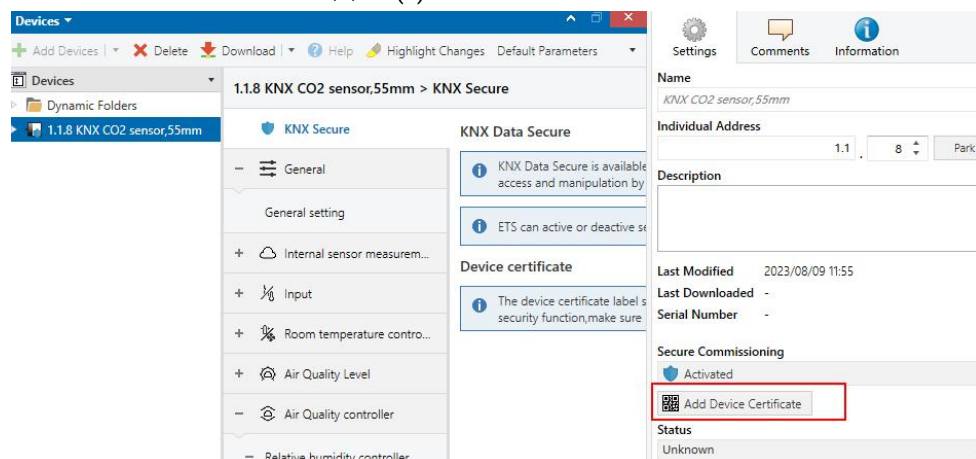 Devices
Add Devices Delete Download Help Highlight Changes Default Parameters
Devices
Dynamic Folders
1.1.8 KNX CO2 sensor,55mm
1.1.8 KNX CO2 sensor,55mm > KNX Secure
KNX Secure
General
General setting
Internal sensor measurem...
Input
Room temperature contro...
Air Quality Level
Air Quality controller
Relative humidity controller
KNX Data Secure
KNX Data Secure is available
access and manipulation by
ETS can active or deactive se
Device certificate
The device certificate label s
security function,make sure
Settings Comments Information
Name
KNX CO2 sensor,55mm
Individual Address
1.1 . 8 Park
Description
Last Modified 2023/08/09 11:55
Last Downloaded -
Serial Number -
Secure Commissioning
Activated
Add Device Certificate
Status
Unknown